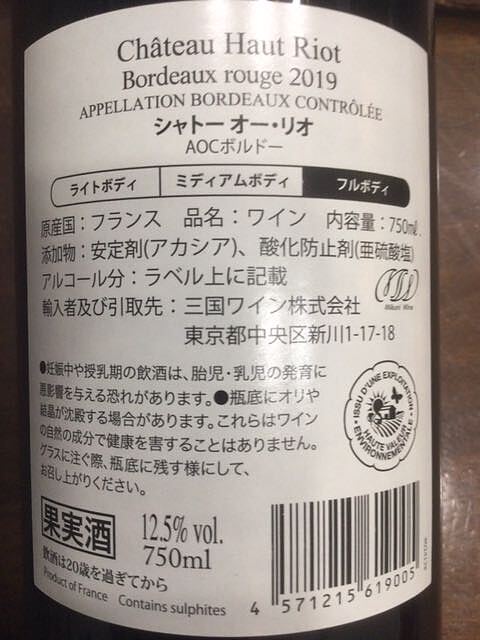 Château Haut Riot
Bordeaux rouge 2019
APPELLATION BORDEAUX CONTRÔLÉE
シャトー オー・リオ
AOCボルドー
ライトボディ ミディアムボディ フルボディ
原産国：フランス 品名：ワイン 内容量：750ml
添加物：安定剤(アカシア)、酸化防止剤(亜硫酸塩)
アルコール分：ラベル上に記載
輸入者及び引取先：三国ワイン株式会社
東京都中央区新川1-17-18
Mikuni Wine
●妊娠中や授乳期の飲酒は、胎児・乳児の発育に
悪影響を与える恐れがあります。●瓶底にオリや
結晶が沈殿する場合があります。これらはワイン
の自然の成分で健康を害することはありません。
グラスに注ぐ際、瓶底に残す様にして、
お召し上がりください。
ISSU D'UNE EXPLOITATION
HAUTE VALEUR
ENVIRONNEMENTALE
果実酒
12.5% vol.
750ml
飲酒は20歳を過ぎてから
Product of France Contains sulphites
4 571215 619005